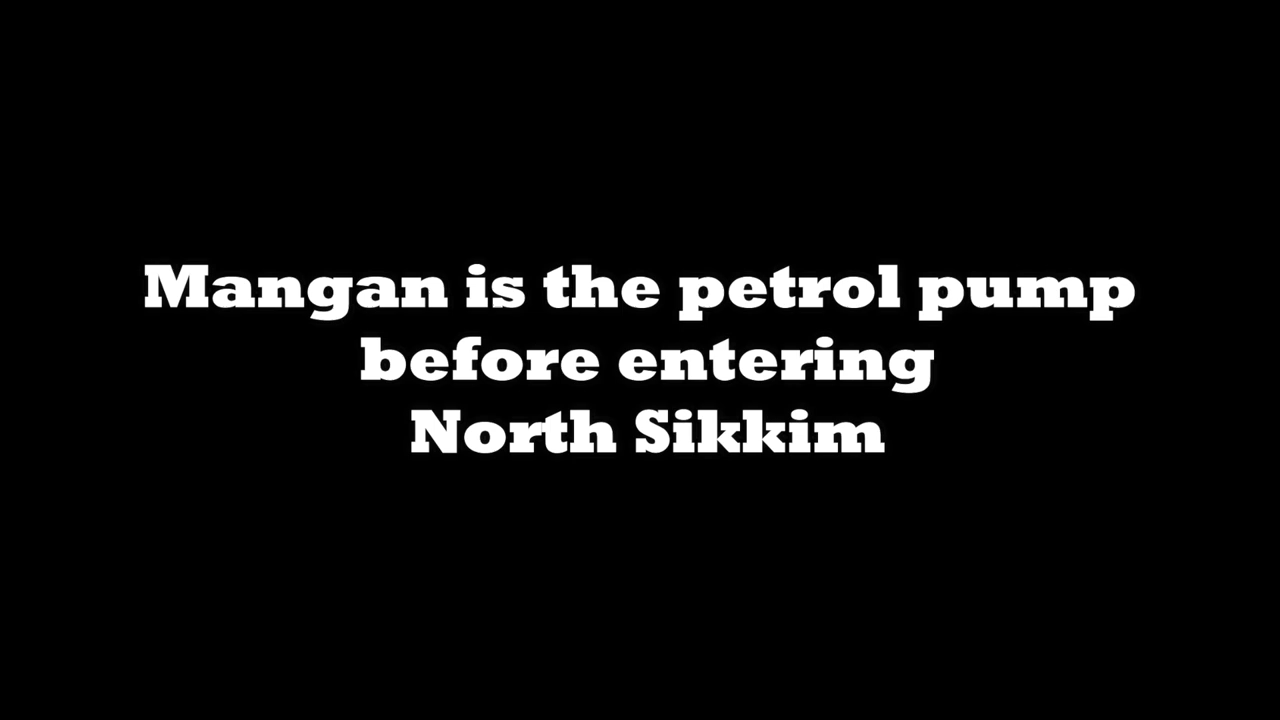 Mangan is the petrol pump
before entering
North Sikkim